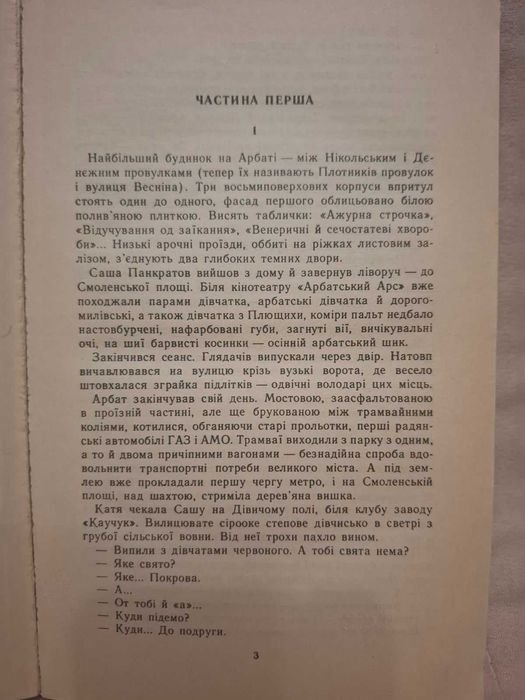 ЧАСТИНА ПЕРША
I
Найбільший будинок на Арбаті — між Нікольським і Дє-
нежним провулками (тепер їх називають Плотників провулок
і вулиця Весніна). Три восьмиповерхових корпуси впритул
стоять один до одного, фасад першого облицьовано білою
полив'яною плиткою. Висять таблички: «Ажурна строчка»,
«Відучування од заїкання», «Венеричні й сечостатеві хворо-
би»... Низькі арочні проїзди, оббиті на ріжках листовим за-
лізом, з'єднують два глибоких темних двори.
Саша Панкратов вийшов з дому й завернув ліворуч — до
Смоленської площі. Біля кінотеатру «Арбатський Арс» вже
походжали парами дівчатка, арбатські дівчатка й дорого-
милівські, а також дівчатка з Плющихи, коміри пальт недбало
настовбурчені, нафарбовані губи, загнуті вії, вичікувальні
очі, на шиї барвисті косинки — осінній арбатський шик.
Закінчився сеанс. Глядачів випускали через двір. Натовп
вичавлювався на вулицю крізь вузькі ворота, де весело
штовхалася зграйка підлітків — одвічні володарі цих місць.
Арбат закінчував свій день. Мостовою, заасфальтованою
в проїзній частині, але ще брукованою між трамвайними
коліями, котилися, обганяючи старі прольотки, перші радян-
ські автомобілі ГАЗ і АМО. Трамваї виходили з парку з одним,
а то й двома причіпними вагонами — безнадійна спроба вдо-
вольнити транспортні потреби великого міста. А під зем-
лею вже прокладали першу чергу метро, і на Смоленській
площі, над шахтою, стриміла дерев'яна вишка.
Катя чекала Сашу на Дівичому полі, біля клубу заводу
«Каучук». Вилицювате сірооке степове дівчисько в светрі з
грубої сільської вовни. Від неї трохи пахло вином.
— Випили з дівчатами червоного. А тобі свята нема?
— Яке свято?
— Яке... Покрова.
— А...
— От тобі й «а»...
— Куди підемо?
— Куди... До подруги.
3